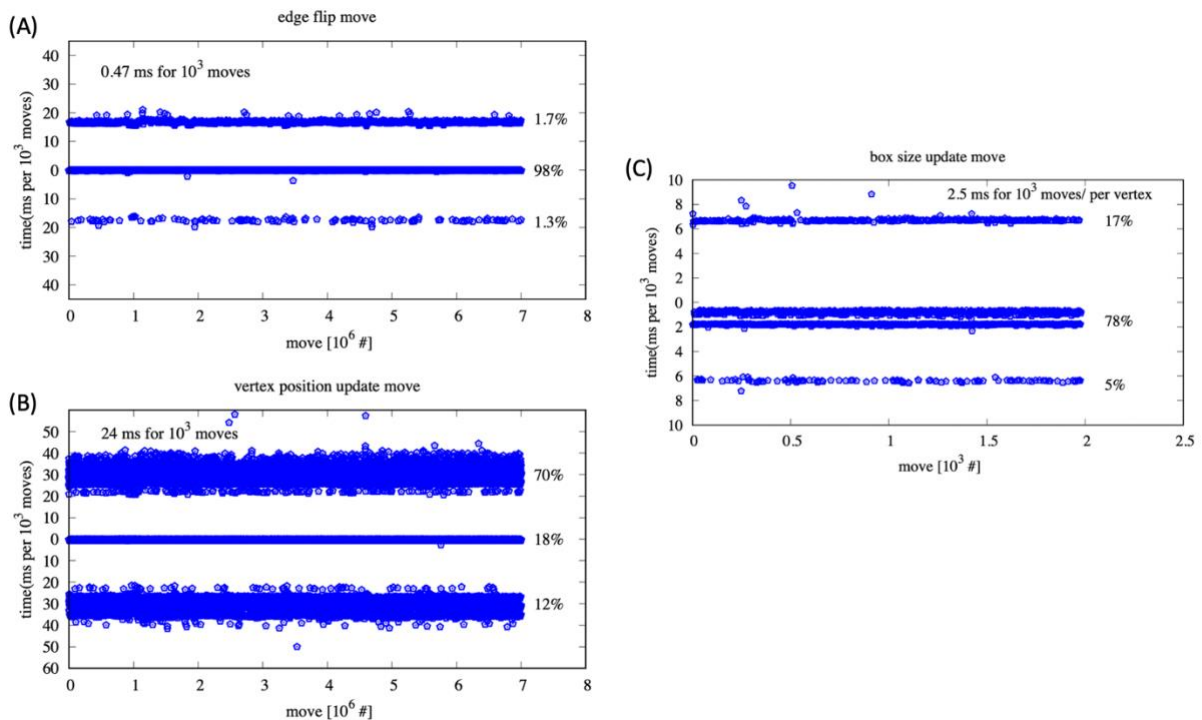 (A)
edge flip move
0.47 ms for 10³ moves
time(ms per 10³ moves)
40
30
20
10
0
10
20
30
40
1.7%
98%
1.3%
0 1 2 3 4 5 6 7 8
move [10⁶ #]
(B)
vertex position update move
24 ms for 10³ moves
time(ms per 10³ moves)
50
40
30
20
10
0
10
20
30
40
50
60
70%
18%
12%
0 1 2 3 4 5 6 7 8
move [10⁶ #]
(C)
box size update move
2.5 ms for 10³ moves/ per vertex
time(ms per 10³ moves)
10
8
6
4
2
0
2
4
6
8
10
17%
78%
5%
0 0.5 1 1.5 2 2.5
move [10³ #]